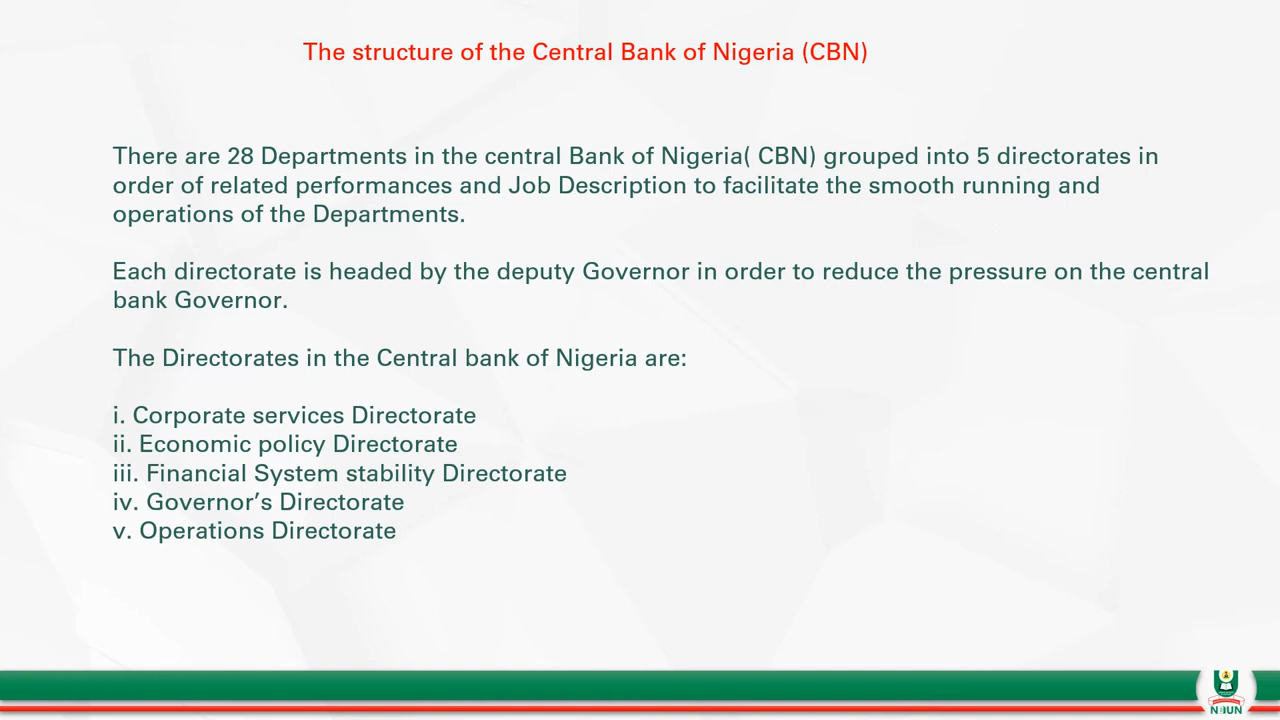 The structure of the Central Bank of Nigeria (CBN)
There are 28 Departments in the central Bank of Nigeria( CBN) grouped into 5 directorates in
order of related performances and Job Description to facilitate the smooth running and
operations of the Departments.
Each directorate is headed by the deputy Governor in order to reduce the pressure on the central
bank Governor.
The Directorates in the Central bank of Nigeria are:
i. Corporate services Directorate
ii. Economic policy Directorate
iii. Financial System stability Directorate
iv. Governor’s Directorate
v. Operations Directorate
NOUN